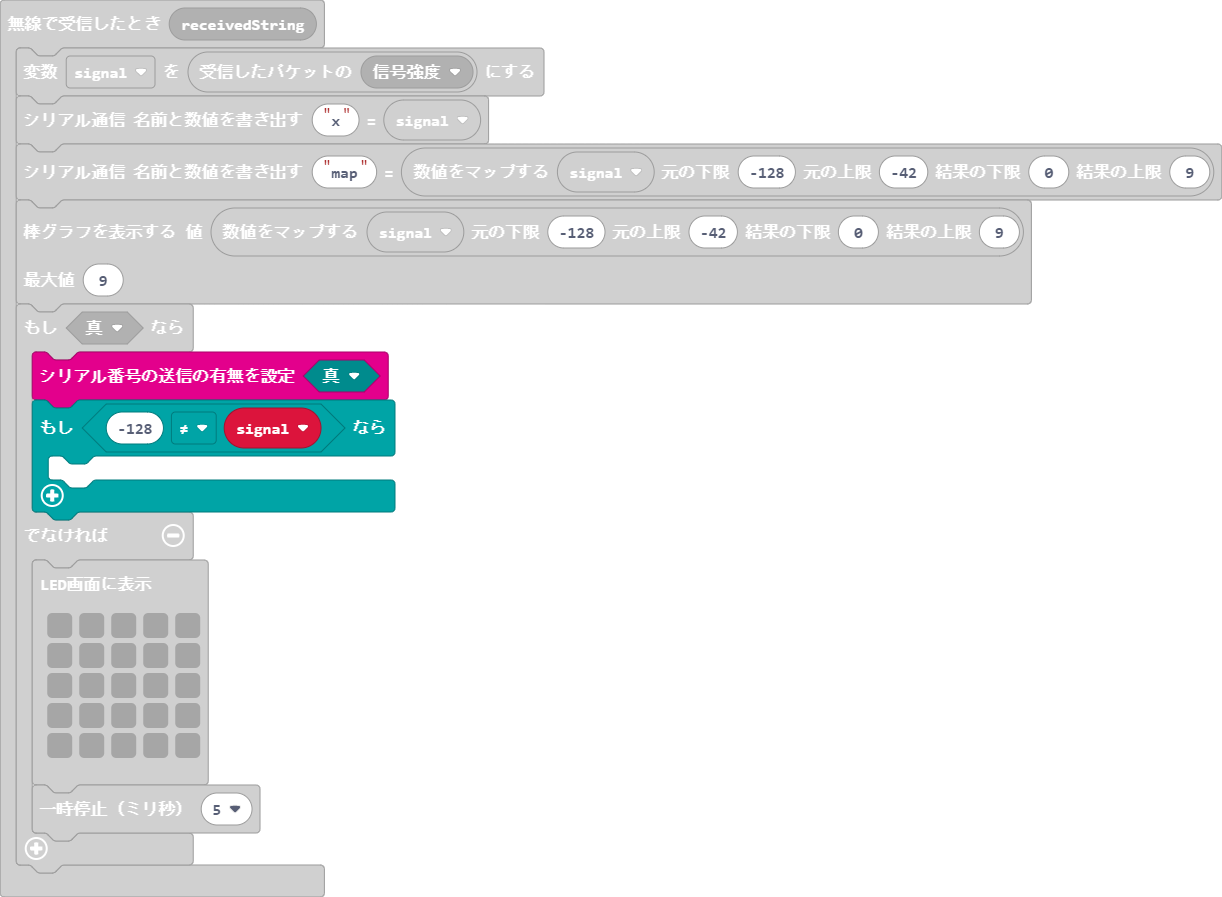 無線で受信したとき receivedString
変数 signal を 受信したパケットの 信号強度 にする
シリアル通信 名前と数値を書き出す "x" = signal
シリアル通信 名前と数値を書き出す "map" = 数値をマップする signal 元の下限 -128 元の上限 -42 結果の下限 0 結果の上限 9
棒グラフを表示する 値 数値をマップする signal 元の下限 -128 元の上限 -42 結果の下限 0 結果の上限 9
最大値 9
もし 真 なら
シリアル番号の送信の有無を設定 真
もし -128 ≠ signal なら
でなければ
LED画面に表示
一時停止（ミリ秒） 5